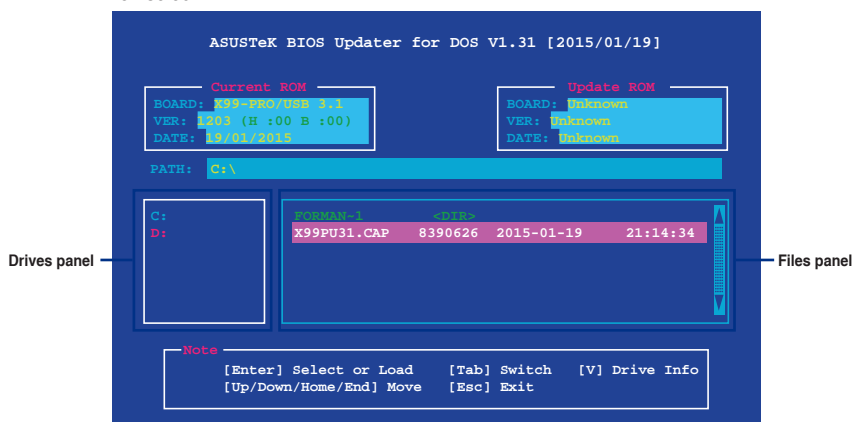 ASUSTeK BIOS Updater for DOS V1.31 [2015/01/19]
Current ROM
BOARD: X99-PRO/USB 3.1
VER: 1203 (H :00 B :00)
DATE: 19/01/2015
Update ROM
BOARD: Unknown
VER: Unknown
DATE: Unknown
PATH: C:\
C:
D:
FORMAN~1 <DIR>
X99PU31.CAP 8390626 2015-01-19 21:14:34
Drives panel
Files panel
Note
[Enter] Select or Load [Tab] Switch [V] Drive Info
[Up/Down/Home/End] Move [Esc] Exit